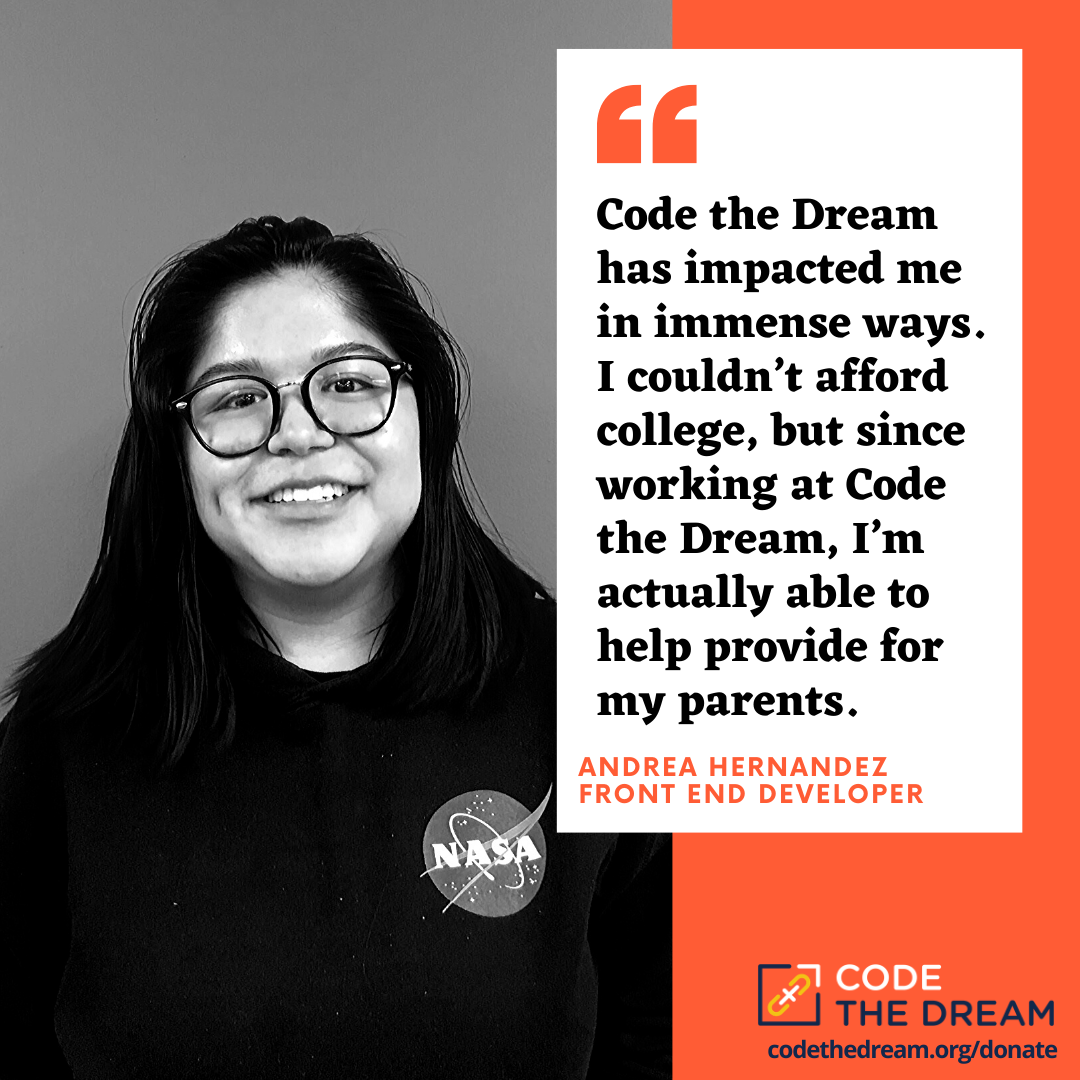 Code the Dream
has impacted me
in immense ways.
I couldn’t afford
college, but since
working at Code
the Dream, I’m
actually able to
help provide for
my parents.
ANDREA HERNANDEZ
FRONT END DEVELOPER
NASA
CODE
THE DREAM
codethedream.org/donate